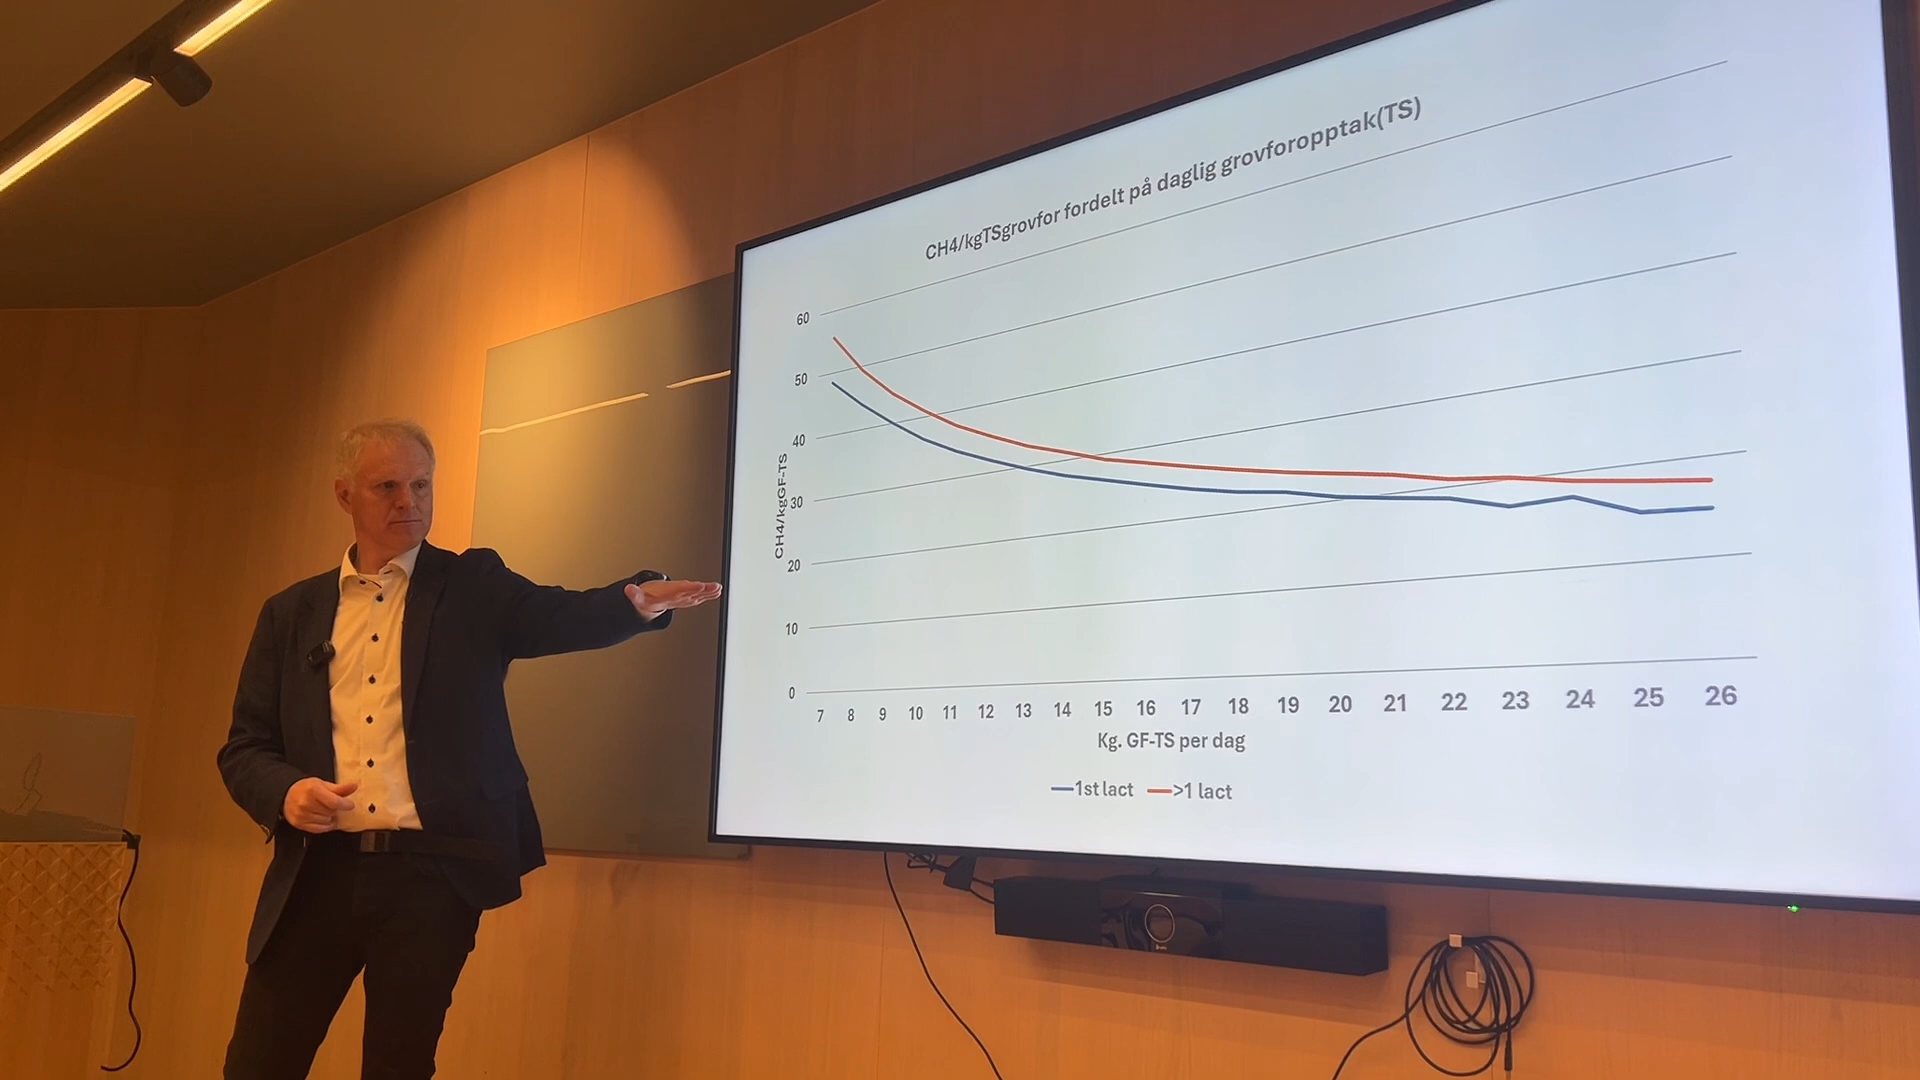 CH4/kgTSgrovfor fordelt på daglig grovforopptak(TS)
60
50
40
30
20
10
0
CH4/kgGF-TS
7 8 9 10 11 12 13 14 15 16 17 18 19 20 21 22 23 24 25 26
Kg. GF-TS per dag
1st lact >1 lact